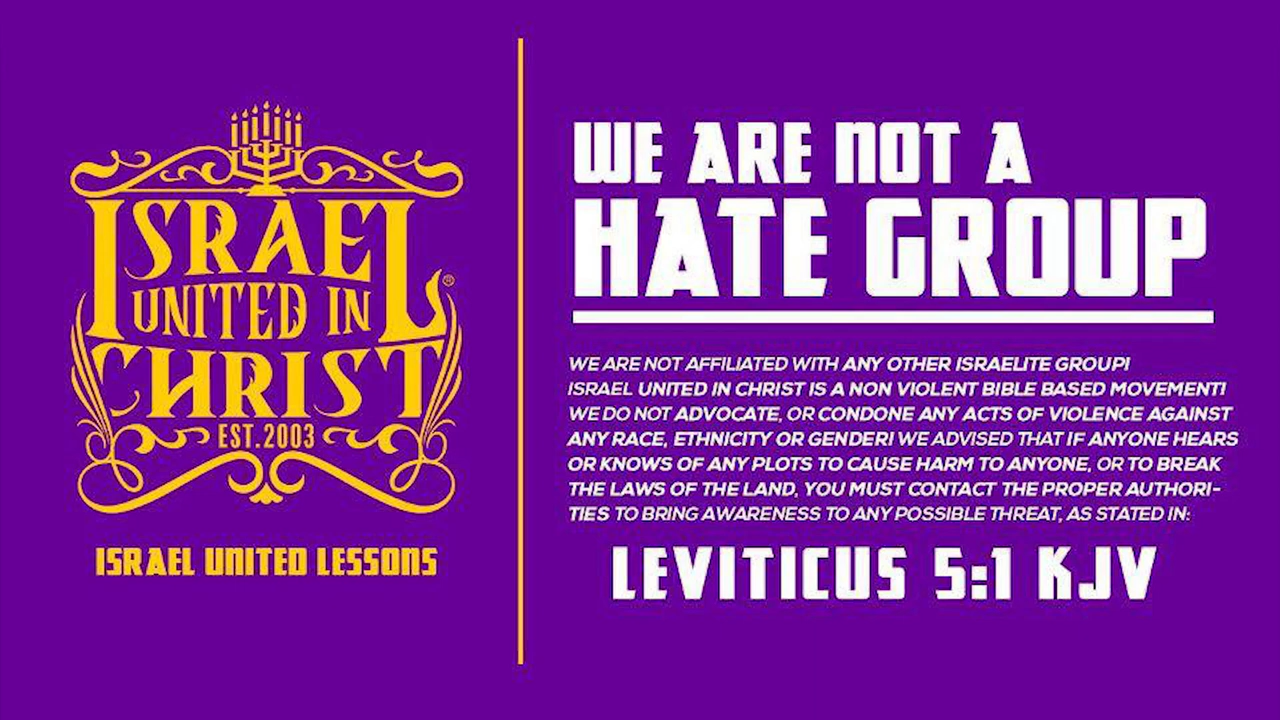 ISRAEL
UNITED IN
CHRIST
EST. 2003
®
ISRAEL UNITED LESSONS
WE ARE NOT A
HATE GROUP
WE ARE NOT AFFILIATED WITH ANY OTHER ISRAELITE GROUP!
ISRAEL UNITED IN CHRIST IS A NON VIOLENT BIBLE BASED MOVEMENT!
WE DO NOT ADVOCATE, OR CONDONE ANY ACTS OF VIOLENCE AGAINST
ANY RACE, ETHNICITY OR GENDER! WE ADVISED THAT IF ANYONE HEARS
OR KNOWS OF ANY PLOTS TO CAUSE HARM TO ANYONE, OR TO BREAK
THE LAWS OF THE LAND, YOU MUST CONTACT THE PROPER AUTHORI-
TIES TO BRING AWARENESS TO ANY POSSIBLE THREAT, AS STATED IN:
LEVITICUS 5:1 KJV